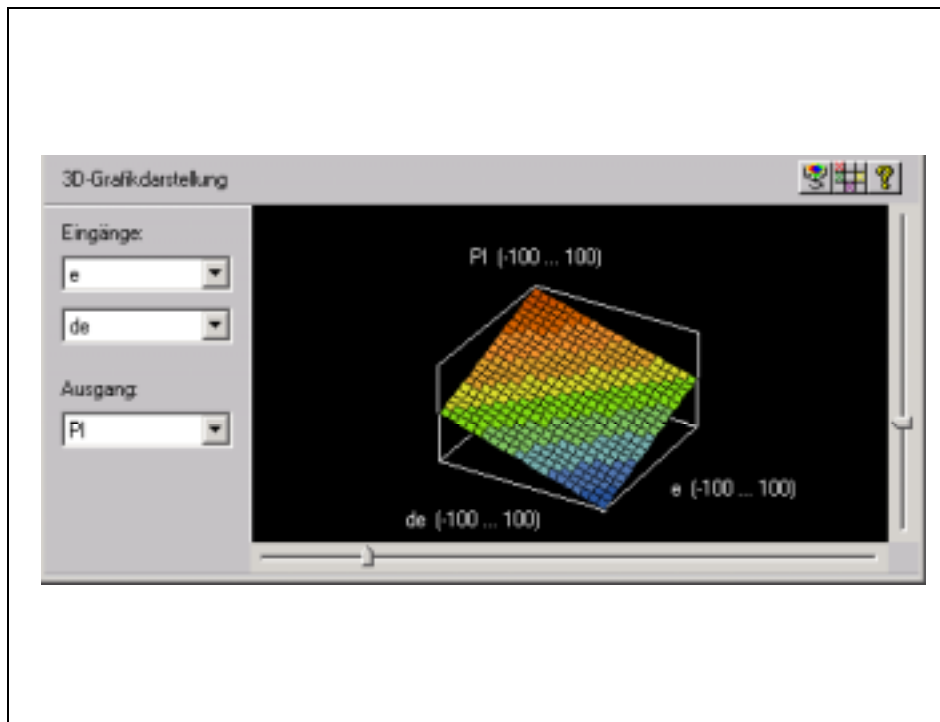 3D-Grafikdarstellung
Eingänge:
e
de
Ausgang:
PI
PI (-100 ... 100)
e (-100 ... 100)
de (-100 ... 100)